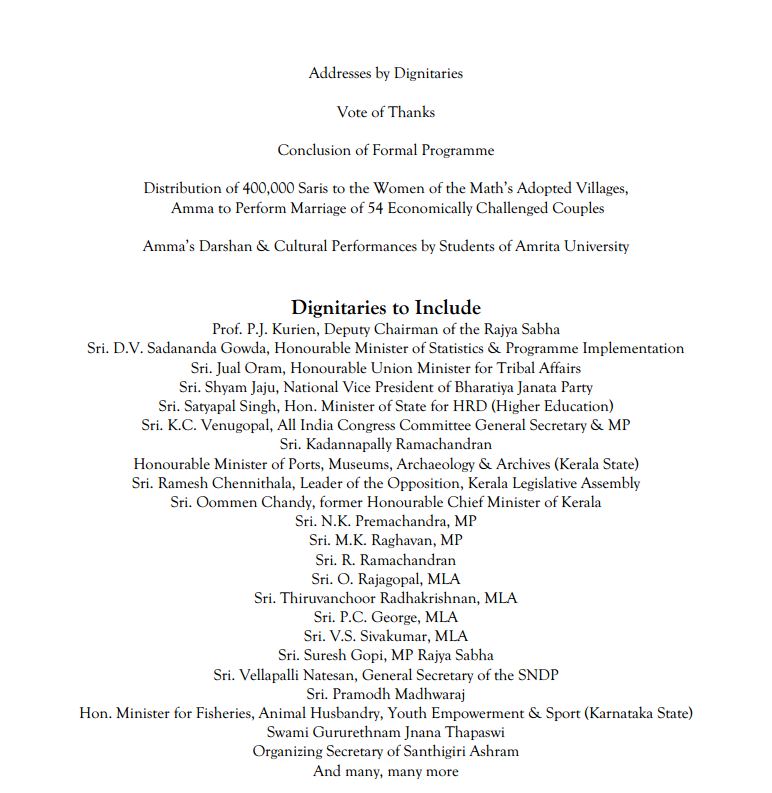 Addresses by Dignitaries
Vote of Thanks
Conclusion of Formal Programme
Distribution of 400,000 Saris to the Women of the Math's Adopted Villages,
Amma to Perform Marriage of 54 Economically Challenged Couples
Amma's Darshan & Cultural Performances by Students of Amrita University
Dignitaries to Include
Prof. P.J. Kurien, Deputy Chairman of the Rajya Sabha
Sri. D.V. Sadananda Gowda, Honourable Minister of Statistics & Programme Implementation
Sri. Jual Oram, Honourable Union Minister for Tribal Affairs
Sri. Shyam Jaju, National Vice President of Bharatiya Janata Party
Sri. Satyapal Singh, Hon. Minister of State for HRD (Higher Education)
Sri. K.C. Venugopal, All India Congress Committee General Secretary & MP
Sri. Kadannapally Ramachandran
Honourable Minister of Ports, Museums, Archaeology & Archives (Kerala State)
Sri. Ramesh Chennithala, Leader of the Opposition, Kerala Legislative Assembly
Sri. Oommen Chandy, former Honourable Chief Minister of Kerala
Sri. N.K. Premachandra, MP
Sri. M.K. Raghavan, MP
Sri. R. Ramachandran
Sri. O. Rajagopal, MLA
Sri. Thiruvanchoor Radhakrishnan, MLA
Sri. P.C. George, MLA
Sri. V.S. Sivakumar, MLA
Sri. Suresh Gopi, MP Rajya Sabha
Sri. Vellapalli Natesan, General Secretary of the SNDP
Sri. Pramodh Madhwaraj
Hon. Minister for Fisheries, Animal Husbandry, Youth Empowerment & Sport (Karnataka State)
Swami Gururethnam Jnana Thapaswi
Organizing Secretary of Santhigiri Ashram
And many, many more